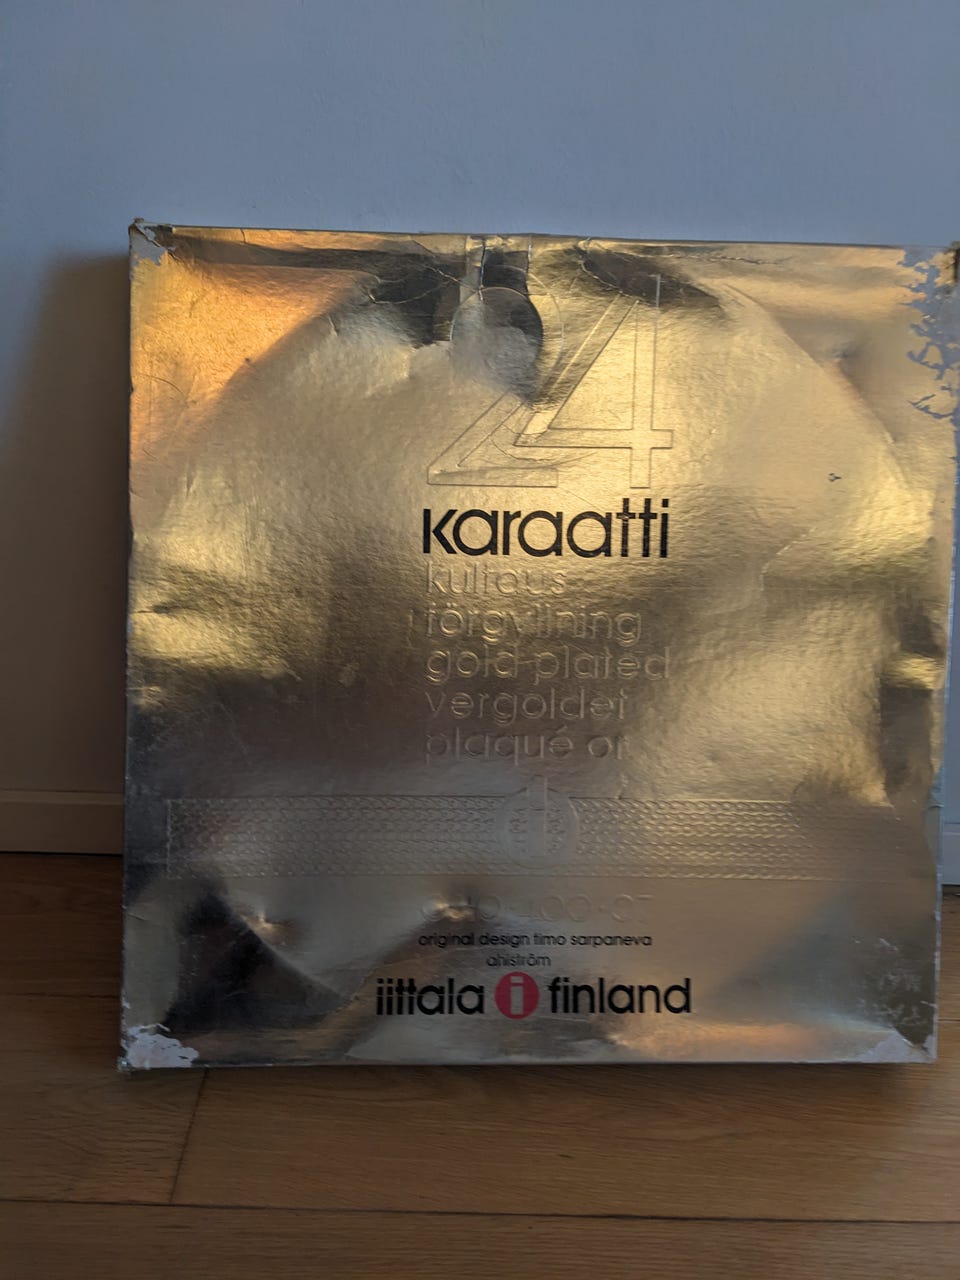 24
karaatti
kultaus
förgyllning
gold plated
vergoldet
plaqué or
original design timo sarpaneva
ahlström
iittala i finland